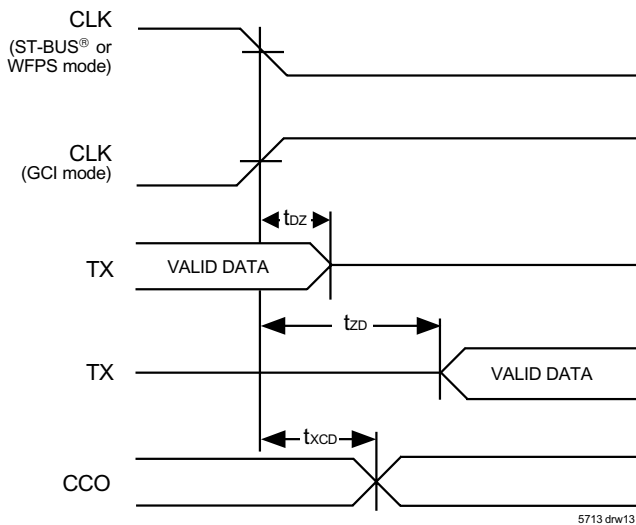 CLK
(ST-BUS® or
WFPS mode)
CLK
(GCI mode)
tDZ
TX
VALID DATA
tZD
TX
VALID DATA
tXCD
CCO
5713 drw13